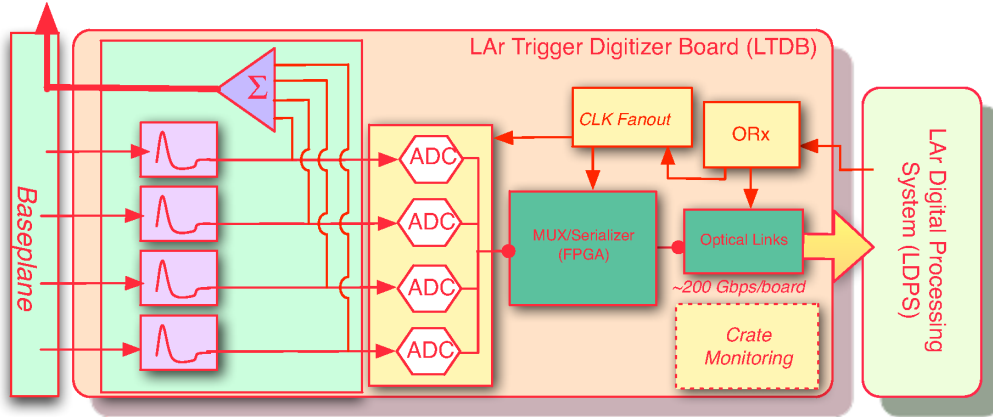 LAr Trigger Digitizer Board (LTDB)
Baseplane
Σ
ADC
ADC
ADC
ADC
CLK Fanout
ORx
MUX/Serializer
(FPGA)
Optical Links
~200 Gbps/board
Crate
Monitoring
LAr Digital Processing
System (LDPS)